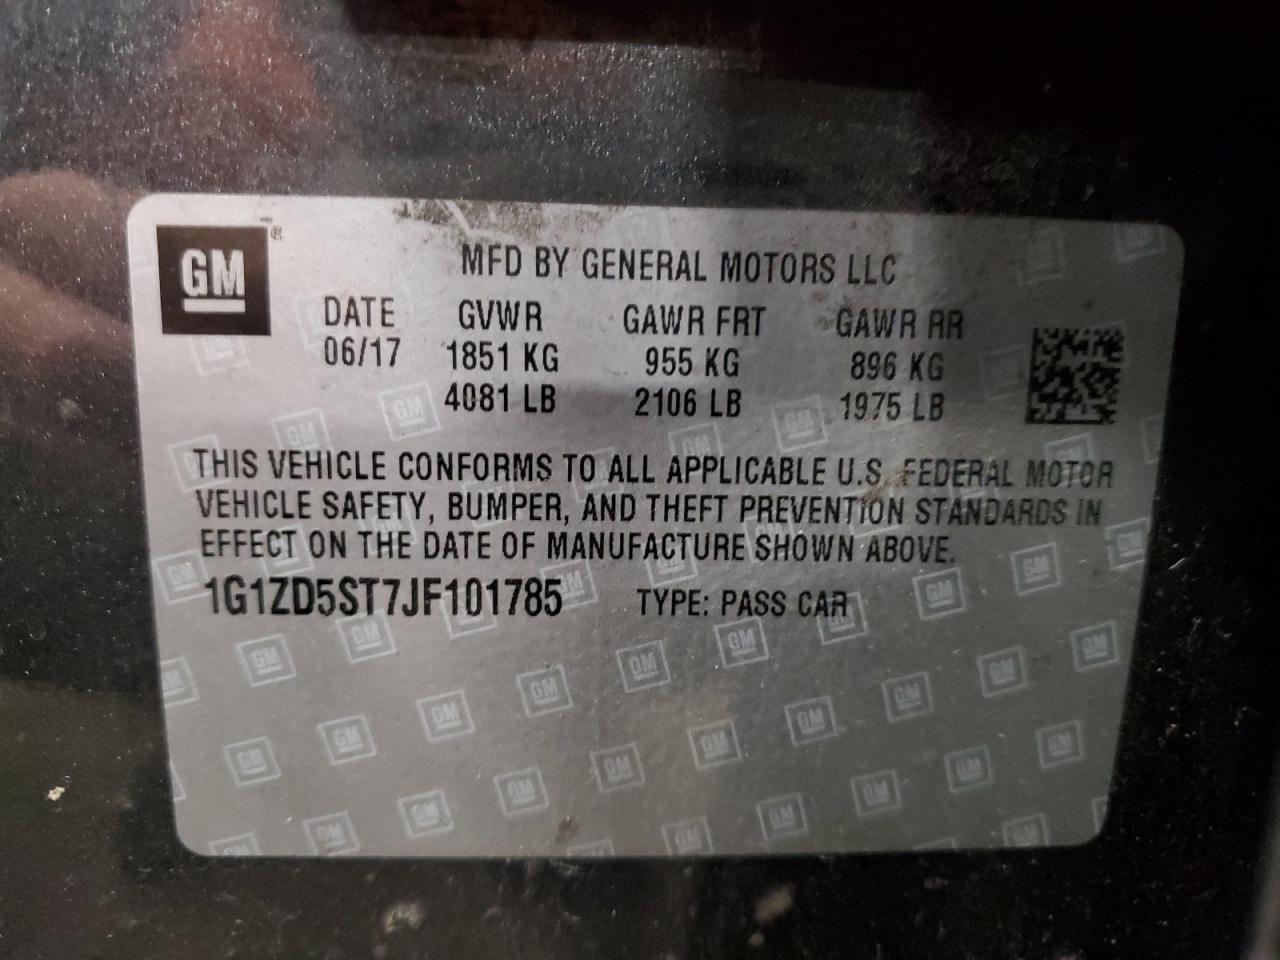 GM
MFD BY GENERAL MOTORS LLC
DATE GVWR GAWR FRT GAWR RR
06/17 1851 KG 955 KG 896 KG
4081 LB 2106 LB 1975 LB
THIS VEHICLE CONFORMS TO ALL APPLICABLE U.S. FEDERAL MOTOR
VEHICLE SAFETY, BUMPER, AND THEFT PREVENTION STANDARDS IN
EFFECT ON THE DATE OF MANUFACTURE SHOWN ABOVE.
1G1ZD5ST7JF101785 TYPE: PASS CAR